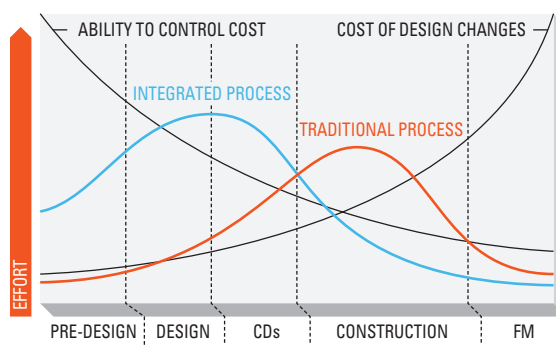 ABILITY TO CONTROL COST
COST OF DESIGN CHANGES
INTEGRATED PROCESS
TRADITIONAL PROCESS
EFFORT
PRE-DESIGN
DESIGN
CDs
CONSTRUCTION
FM